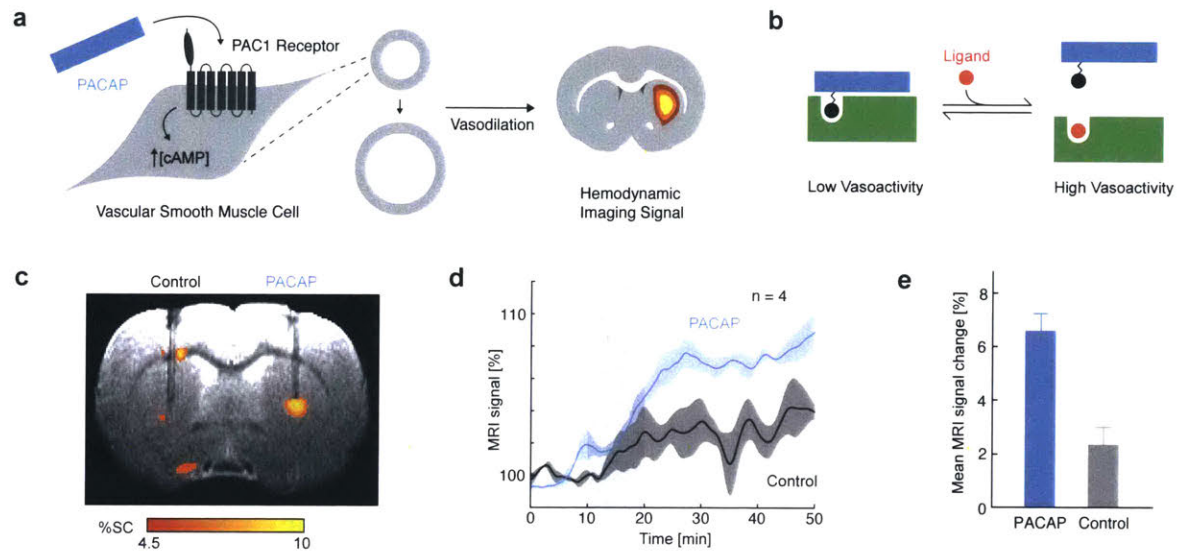 a
PACAP
PAC1 Receptor
↑[cAMP]
Vascular Smooth Muscle Cell
Vasodilation
Hemodynamic
Imaging Signal
b
Ligand
Low Vasoactivity
High Vasoactivity
c
Control
PACAP
%SC
4.5
10
d
n = 4
PACAP
Control
MRI signal [%]
110
100
0
10
20
30
40
50
Time [min]
e
Mean MRI signal change [%]
8
6
4
2
0
PACAP
Control